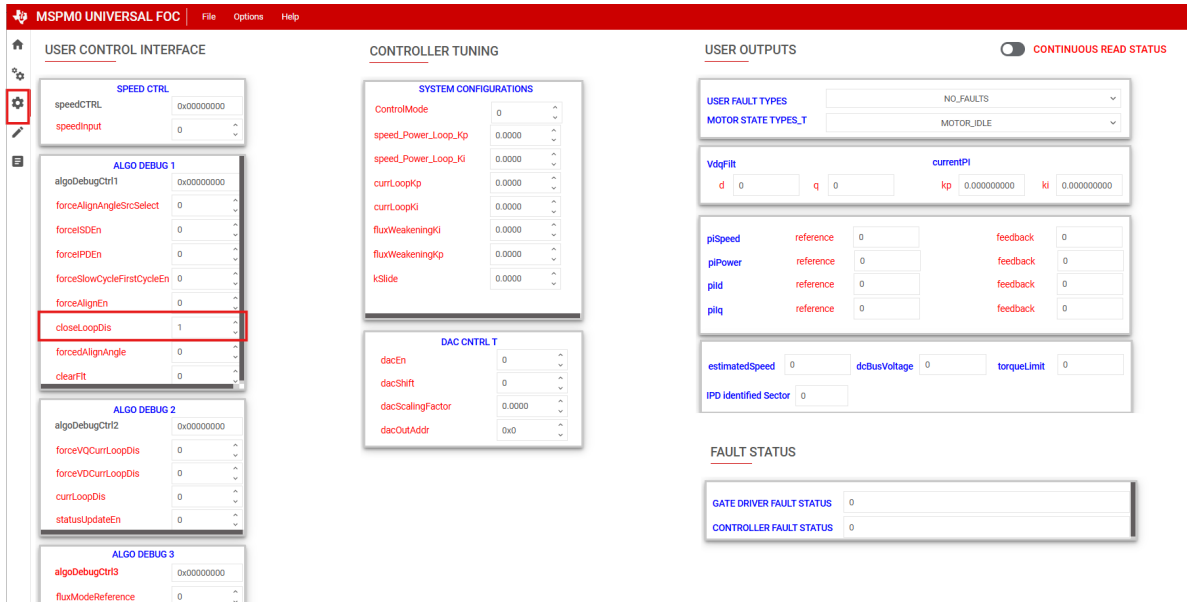 MSPM0 UNIVERSAL FOC File Options Help
USER CONTROL INTERFACE
SPEED CTRL
speedCTRL 0x00000000
speedInput 0
ALGO DEBUG 1
algoDebugCtrl1 0x00000000
forceAlignAngleSrcSelect 0
forceISDEn 0
forceIPDEn 0
forceSlowCycleFirstCycleEn 0
forceAlignEn 0
closeLoopDis 1
forcedAlignAngle 0
clearFlt 0
ALGO DEBUG 2
algoDebugCtrl2 0x00000000
forceVQCurrLoopDis 0
forceVDCurrLoopDis 0
currLoopDis 0
statusUpdateEn 0
ALGO DEBUG 3
algoDebugCtrl3 0x00000000
fluxModeReference 0
CONTROLLER TUNING
SYSTEM CONFIGURATIONS
ControlMode 0
speed_Power_Loop_Kp 0.0000
speed_Power_Loop_Ki 0.0000
currLoopKp 0.0000
currLoopKi 0.0000
fluxWeakeningKi 0.0000
fluxWeakeningKp 0.0000
kSlide 0.0000
DAC CNTRL T
dacEn 0
dacShift 0
dacScalingFactor 0.0000
dacOutAddr 0x0
USER OUTPUTS CONTINUOUS READ STATUS
USER FAULT TYPES NO_FAULTS
MOTOR STATE TYPES_T MOTOR_IDLE
VdqFilt currentPI
d 0 q 0 kp 0.000000000 ki 0.000000000
piSpeed reference 0 feedback 0
piPower reference 0 feedback 0
piId reference 0 feedback 0
piIq reference 0 feedback 0
estimatedSpeed 0 dcBusVoltage 0 torqueLimit 0
IPD identified Sector 0
FAULT STATUS
GATE DRIVER FAULT STATUS 0
CONTROLLER FAULT STATUS 0